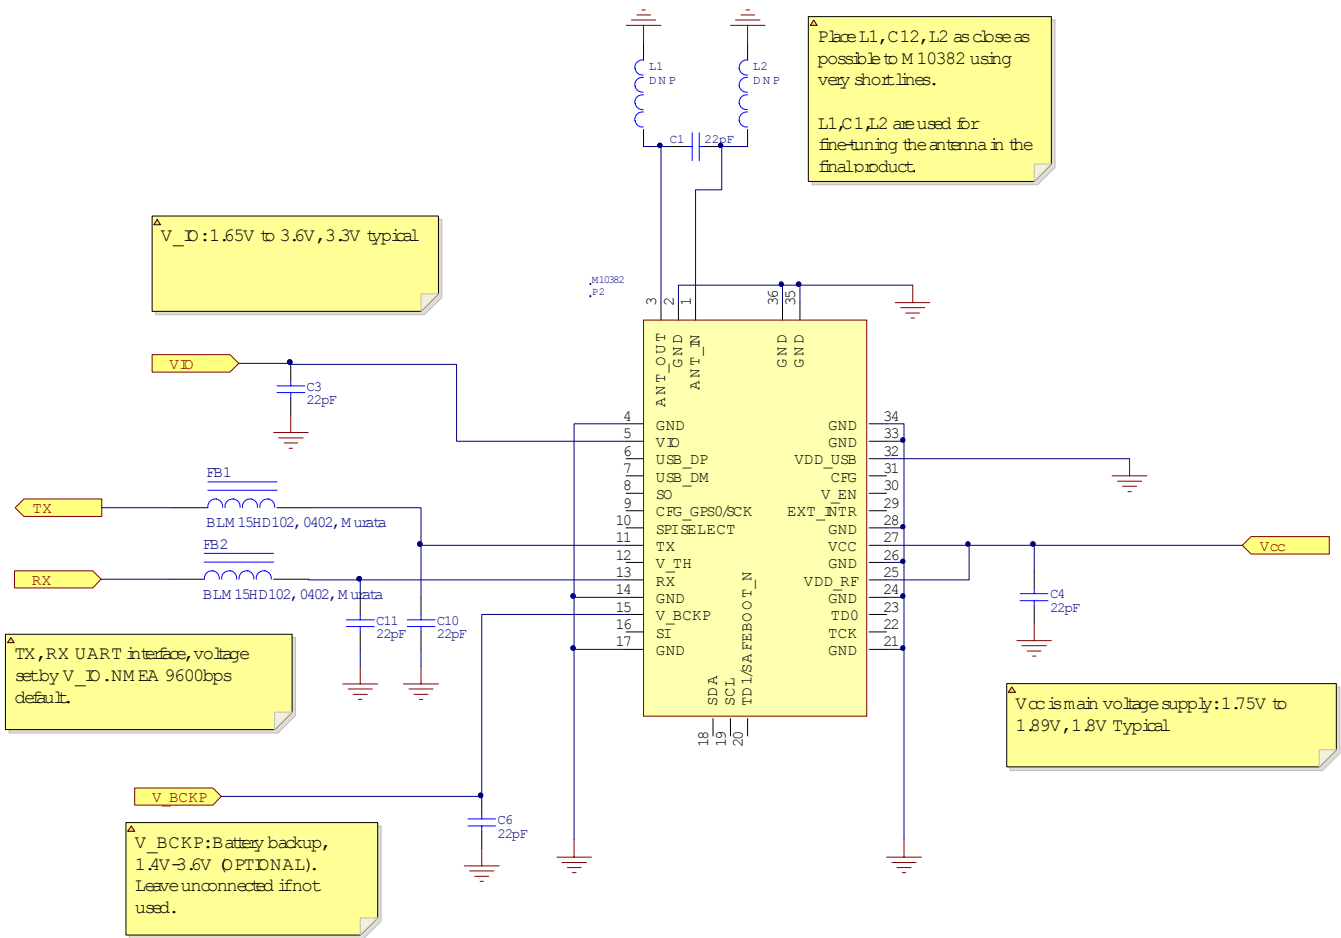 L1
DNP
L2
DNP
C1
22pF
Place L1, C12, L2 as close as
possible to M10382 using
very short lines.
L1,C1,L2 are used for
fine-tuning the antenna in the
final product.
V_IO: 1.65V to 3.6V, 3.3V typical
M10382
P2
3
2
1
36
35
ANT_OUT
GND
ANT_IN
GND
GND
VIO
C3
22pF
4
GND
5
VIO
6
USB_DP
7
USB_DM
8
SO
9
CFG_GPS0/SCK
10
SPISELECT
11
TX
12
V_TH
13
RX
14
GND
15
V_BCKP
16
SI
17
GND
34
GND
33
GND
32
VDD_USB
31
CFG
30
V_EN
29
EXT_INTR
28
GND
27
VCC
26
GND
25
VDD_RF
24
GND
23
TD0
22
TCK
21
GND
SDA
SCL
TD1/SAFEBOOT_N
18
19
20
FB1
TX
BLM15HD102, 0402, Murata
FB2
RX
BLM15HD102, 0402, Murata
C11
22pF
C10
22pF
Vcc
C4
22pF
TX, RX UART interface, voltage
set by V_IO. NMEA 9600bps
default.
Vcc is main voltage supply: 1.75V to
1.89V, 1.8V Typical
V_BCKP
C6
22pF
V_BCKP: Battery backup,
1.4V-3.6V (OPTIONAL).
Leave unconnected if not
used.